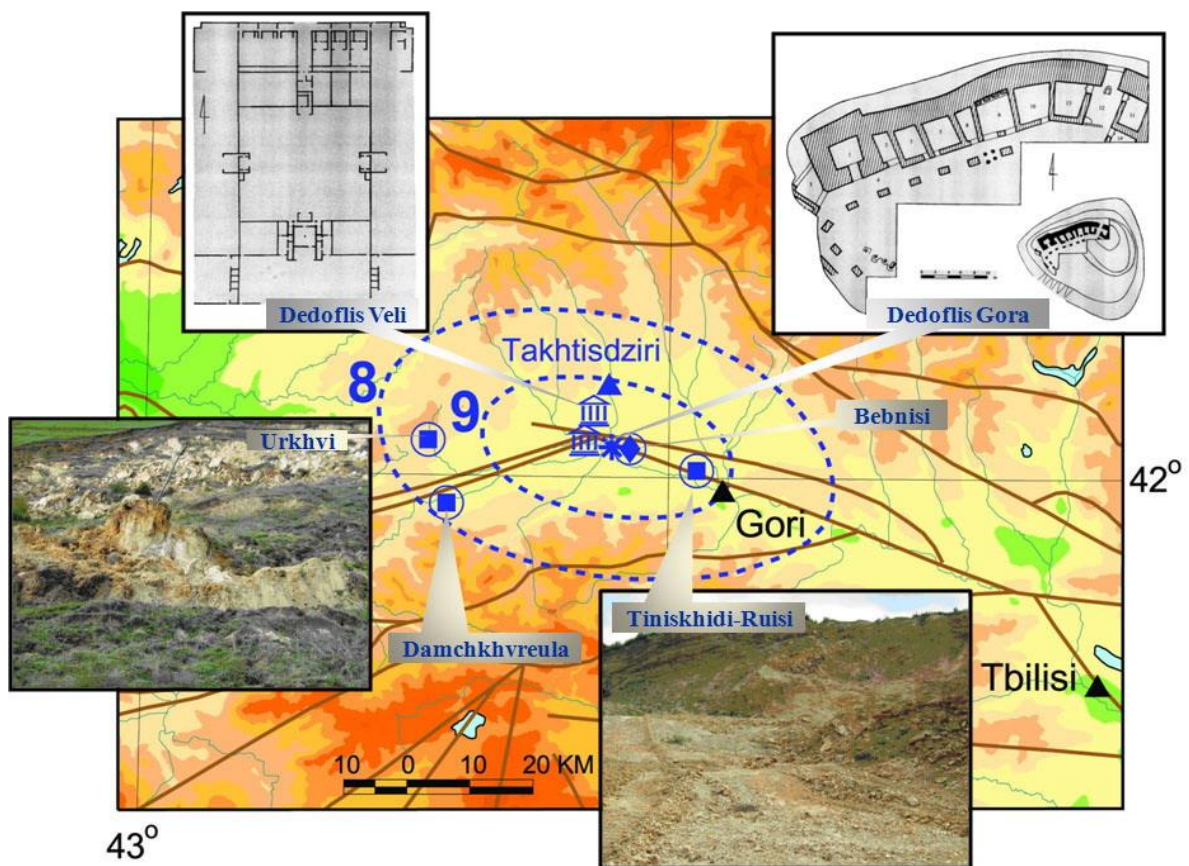 Dedoflis Veli
Dedoflis Gora
Takhtisdziri
8
9
Bebnisi
Urkhvi
42°
Gori
Tiniskhidi-Ruisi
Damchkhvreula
Tbilisi
10 0 10 20 KM
43°